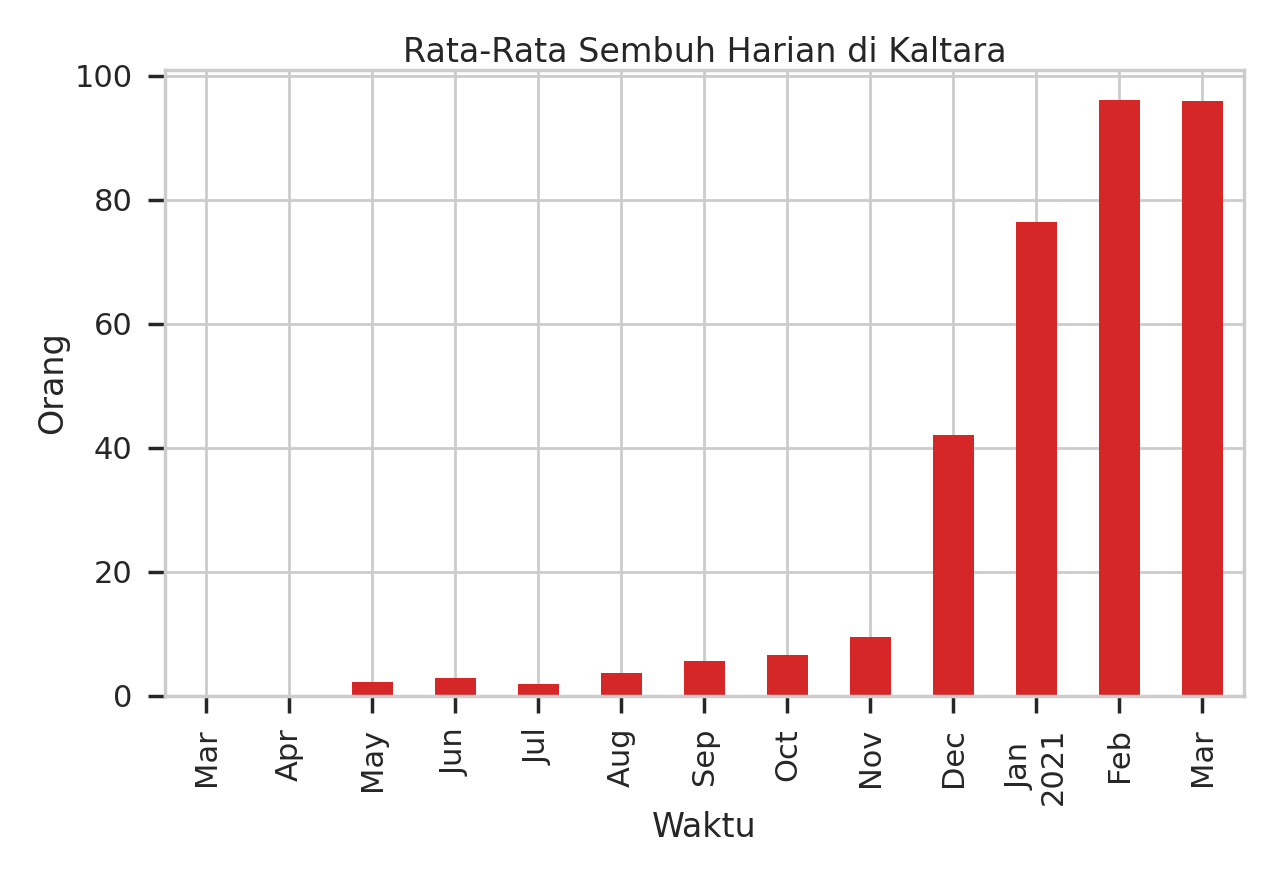 Rata-Rata Sembuh Harian di Kaltara
100
80
60
40
20
0
Orang
Mar
Apr
May
Jun
Jul
Aug
Sep
Oct
Nov
Dec
Jan
2021
Feb
Mar
Waktu